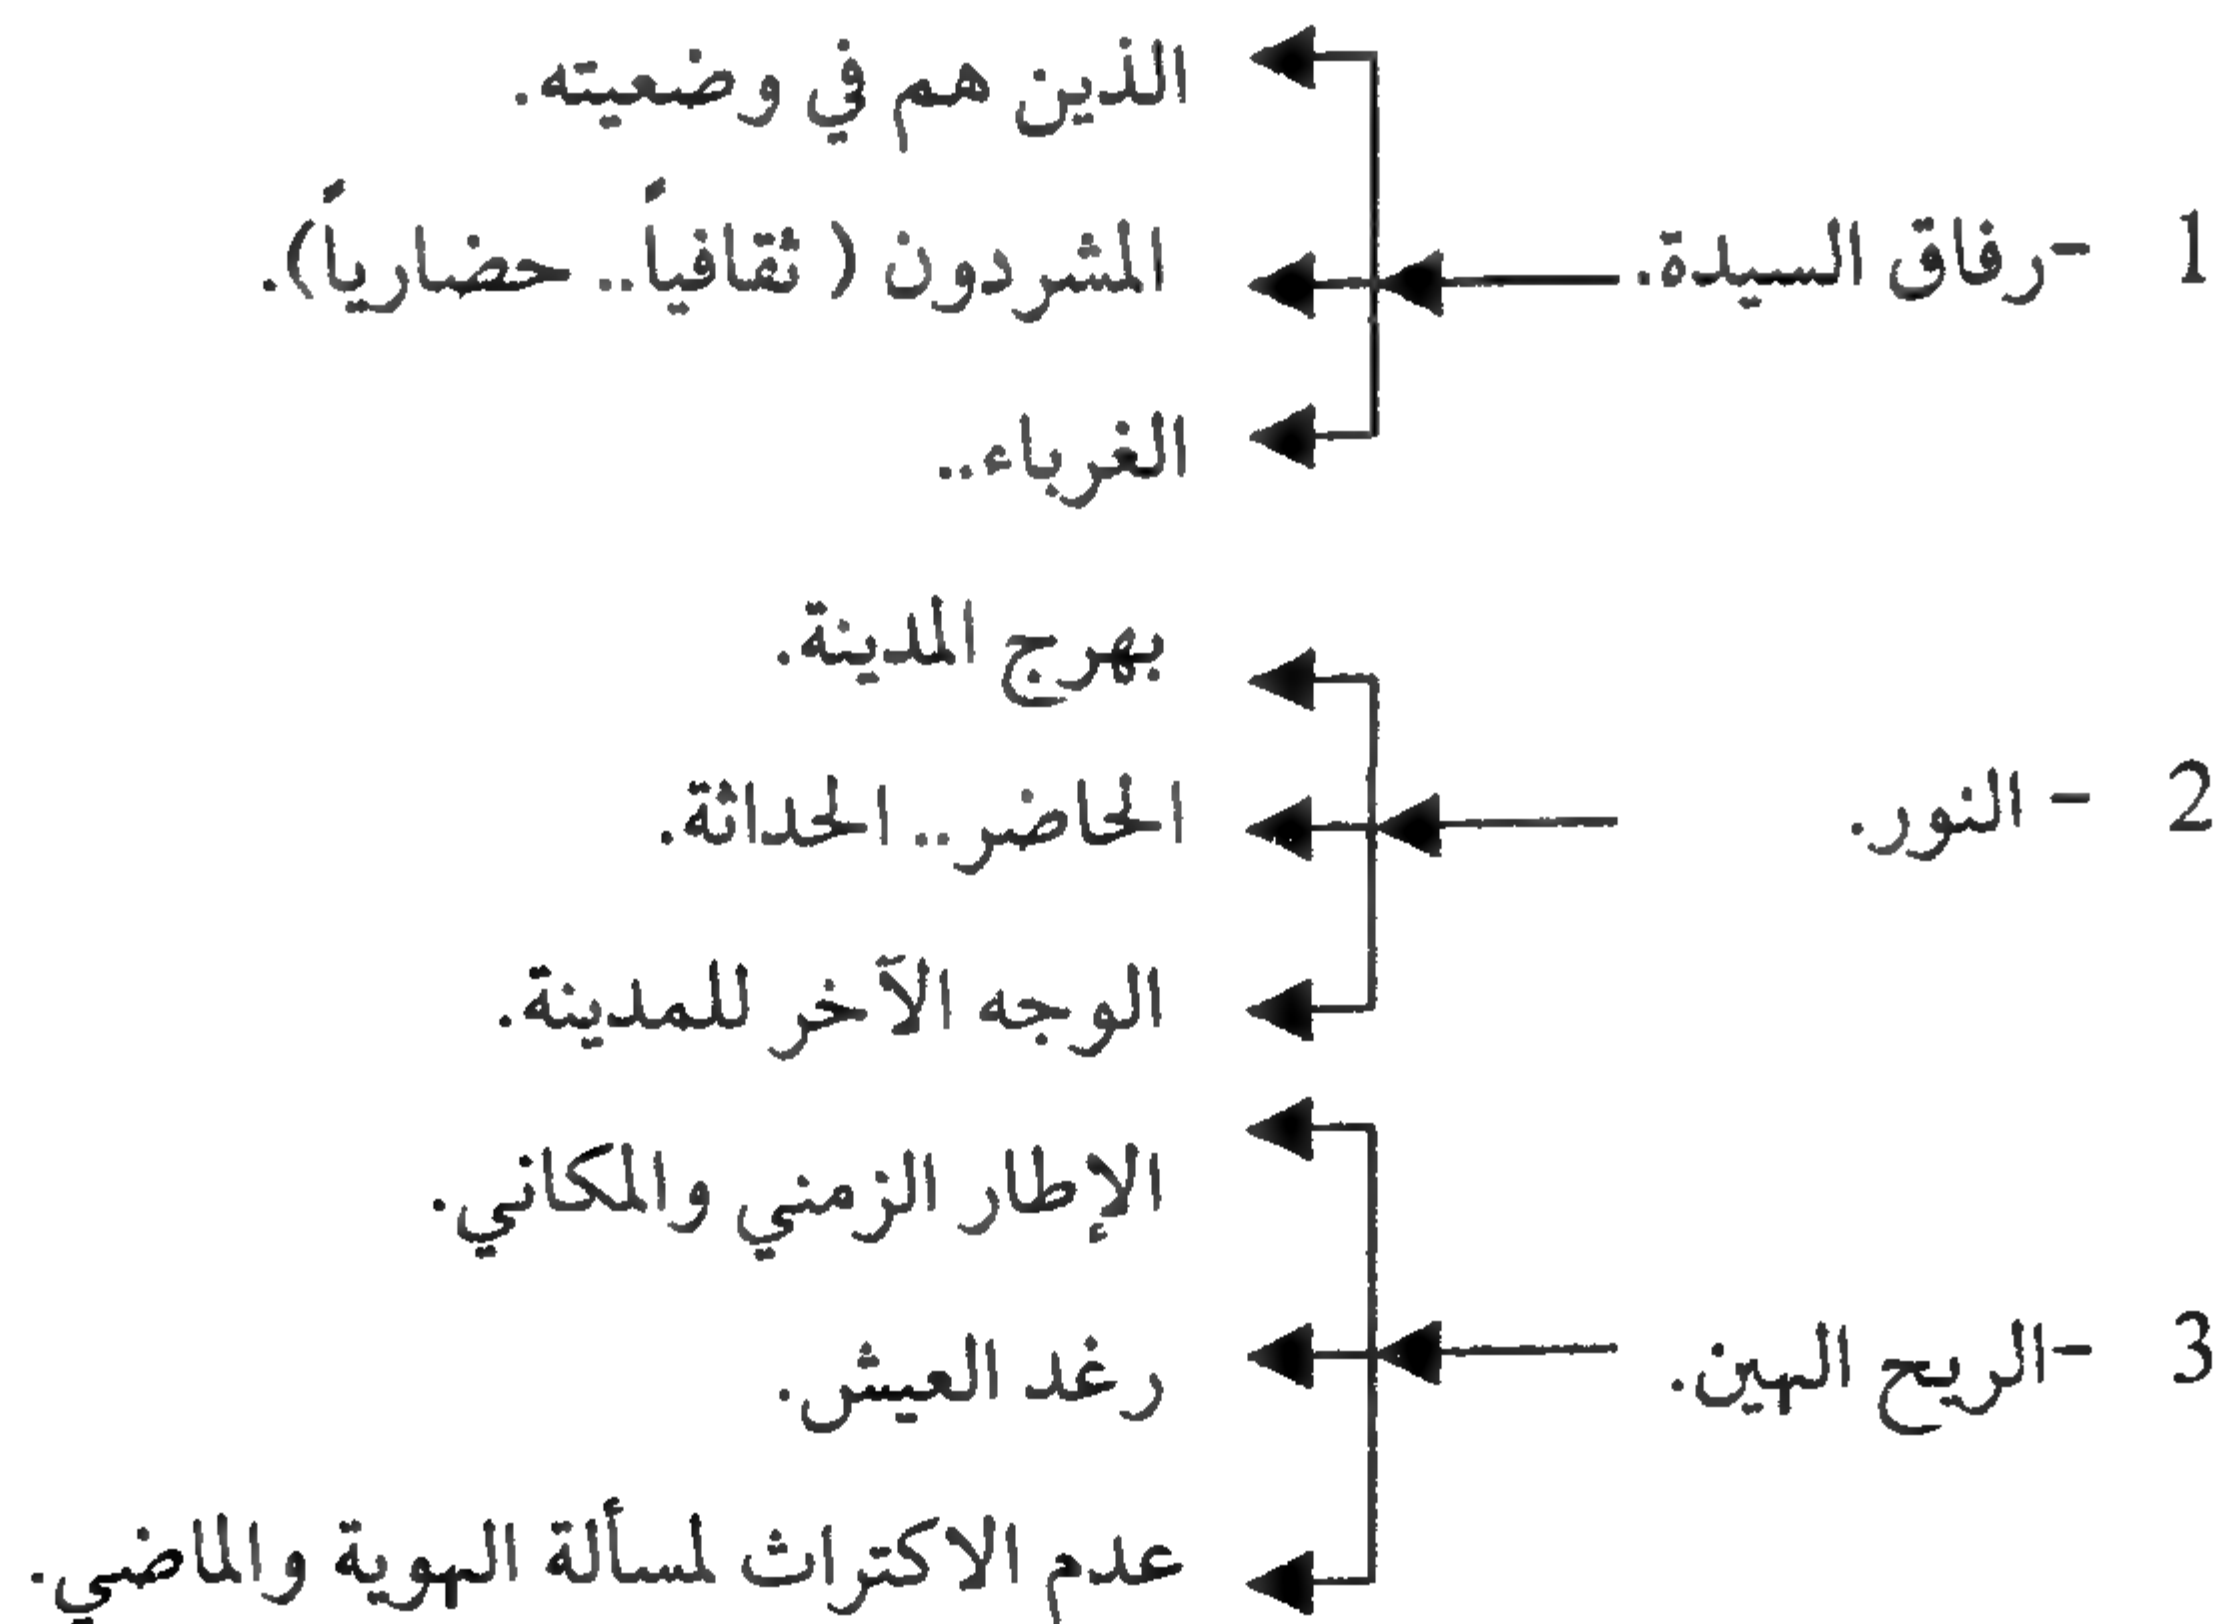 الذين هم في وضعيته.
1 -رفاق السيدة.
المشردون ( ثقافياً.. حضارياً).
الغرباء..
بهرج المدينة.
2 - النور.
الحاضر.. الحداثة.
الوجه الآخر للمدينة.
الإطار الزمني والمكاني.
3 -الريح الهين.
رغد العيش.
عدم الاكتراث لمسألة الهوية والماضي.